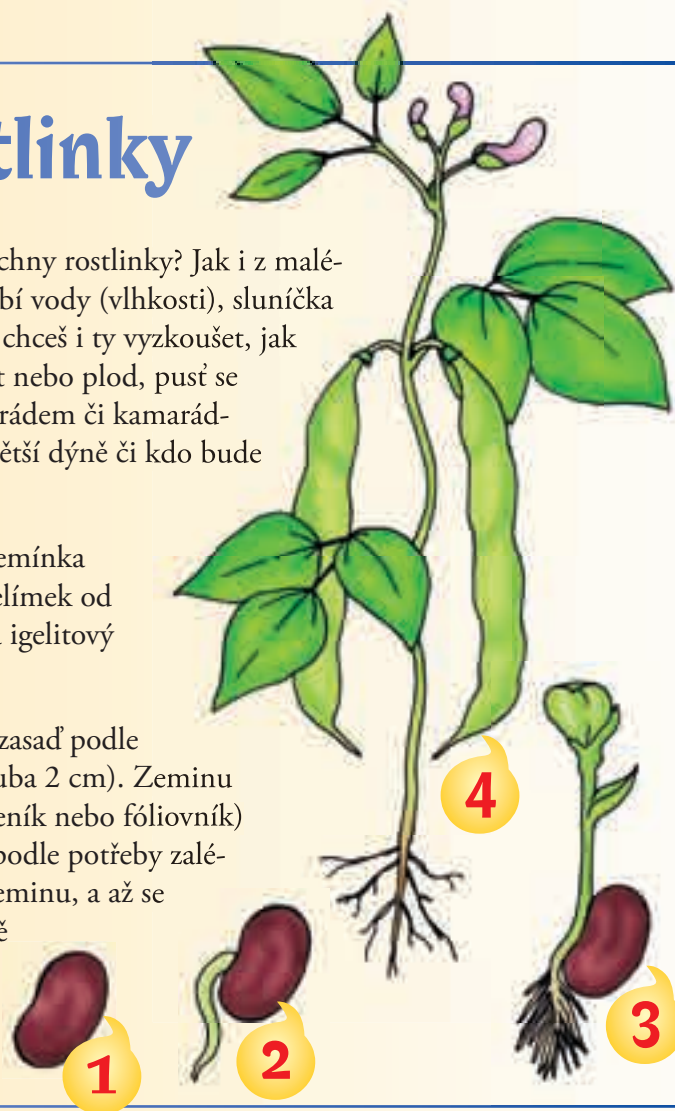 tlinky
chny rostlinky? Jak i z malé-
bí vody (vlhkosti), sluníčka
chceš i ty vyzkoušet, jak
t nebo plod, pusť se
rádem či kamarád-
ětší dýně či kdo bude
emínka
elímek od
igelitový
zasaď podle
uba 2 cm). Zeminu
eník nebo fóliovník)
podle potřeby zalé-
eminu, a až se
ě
4
3
1
2